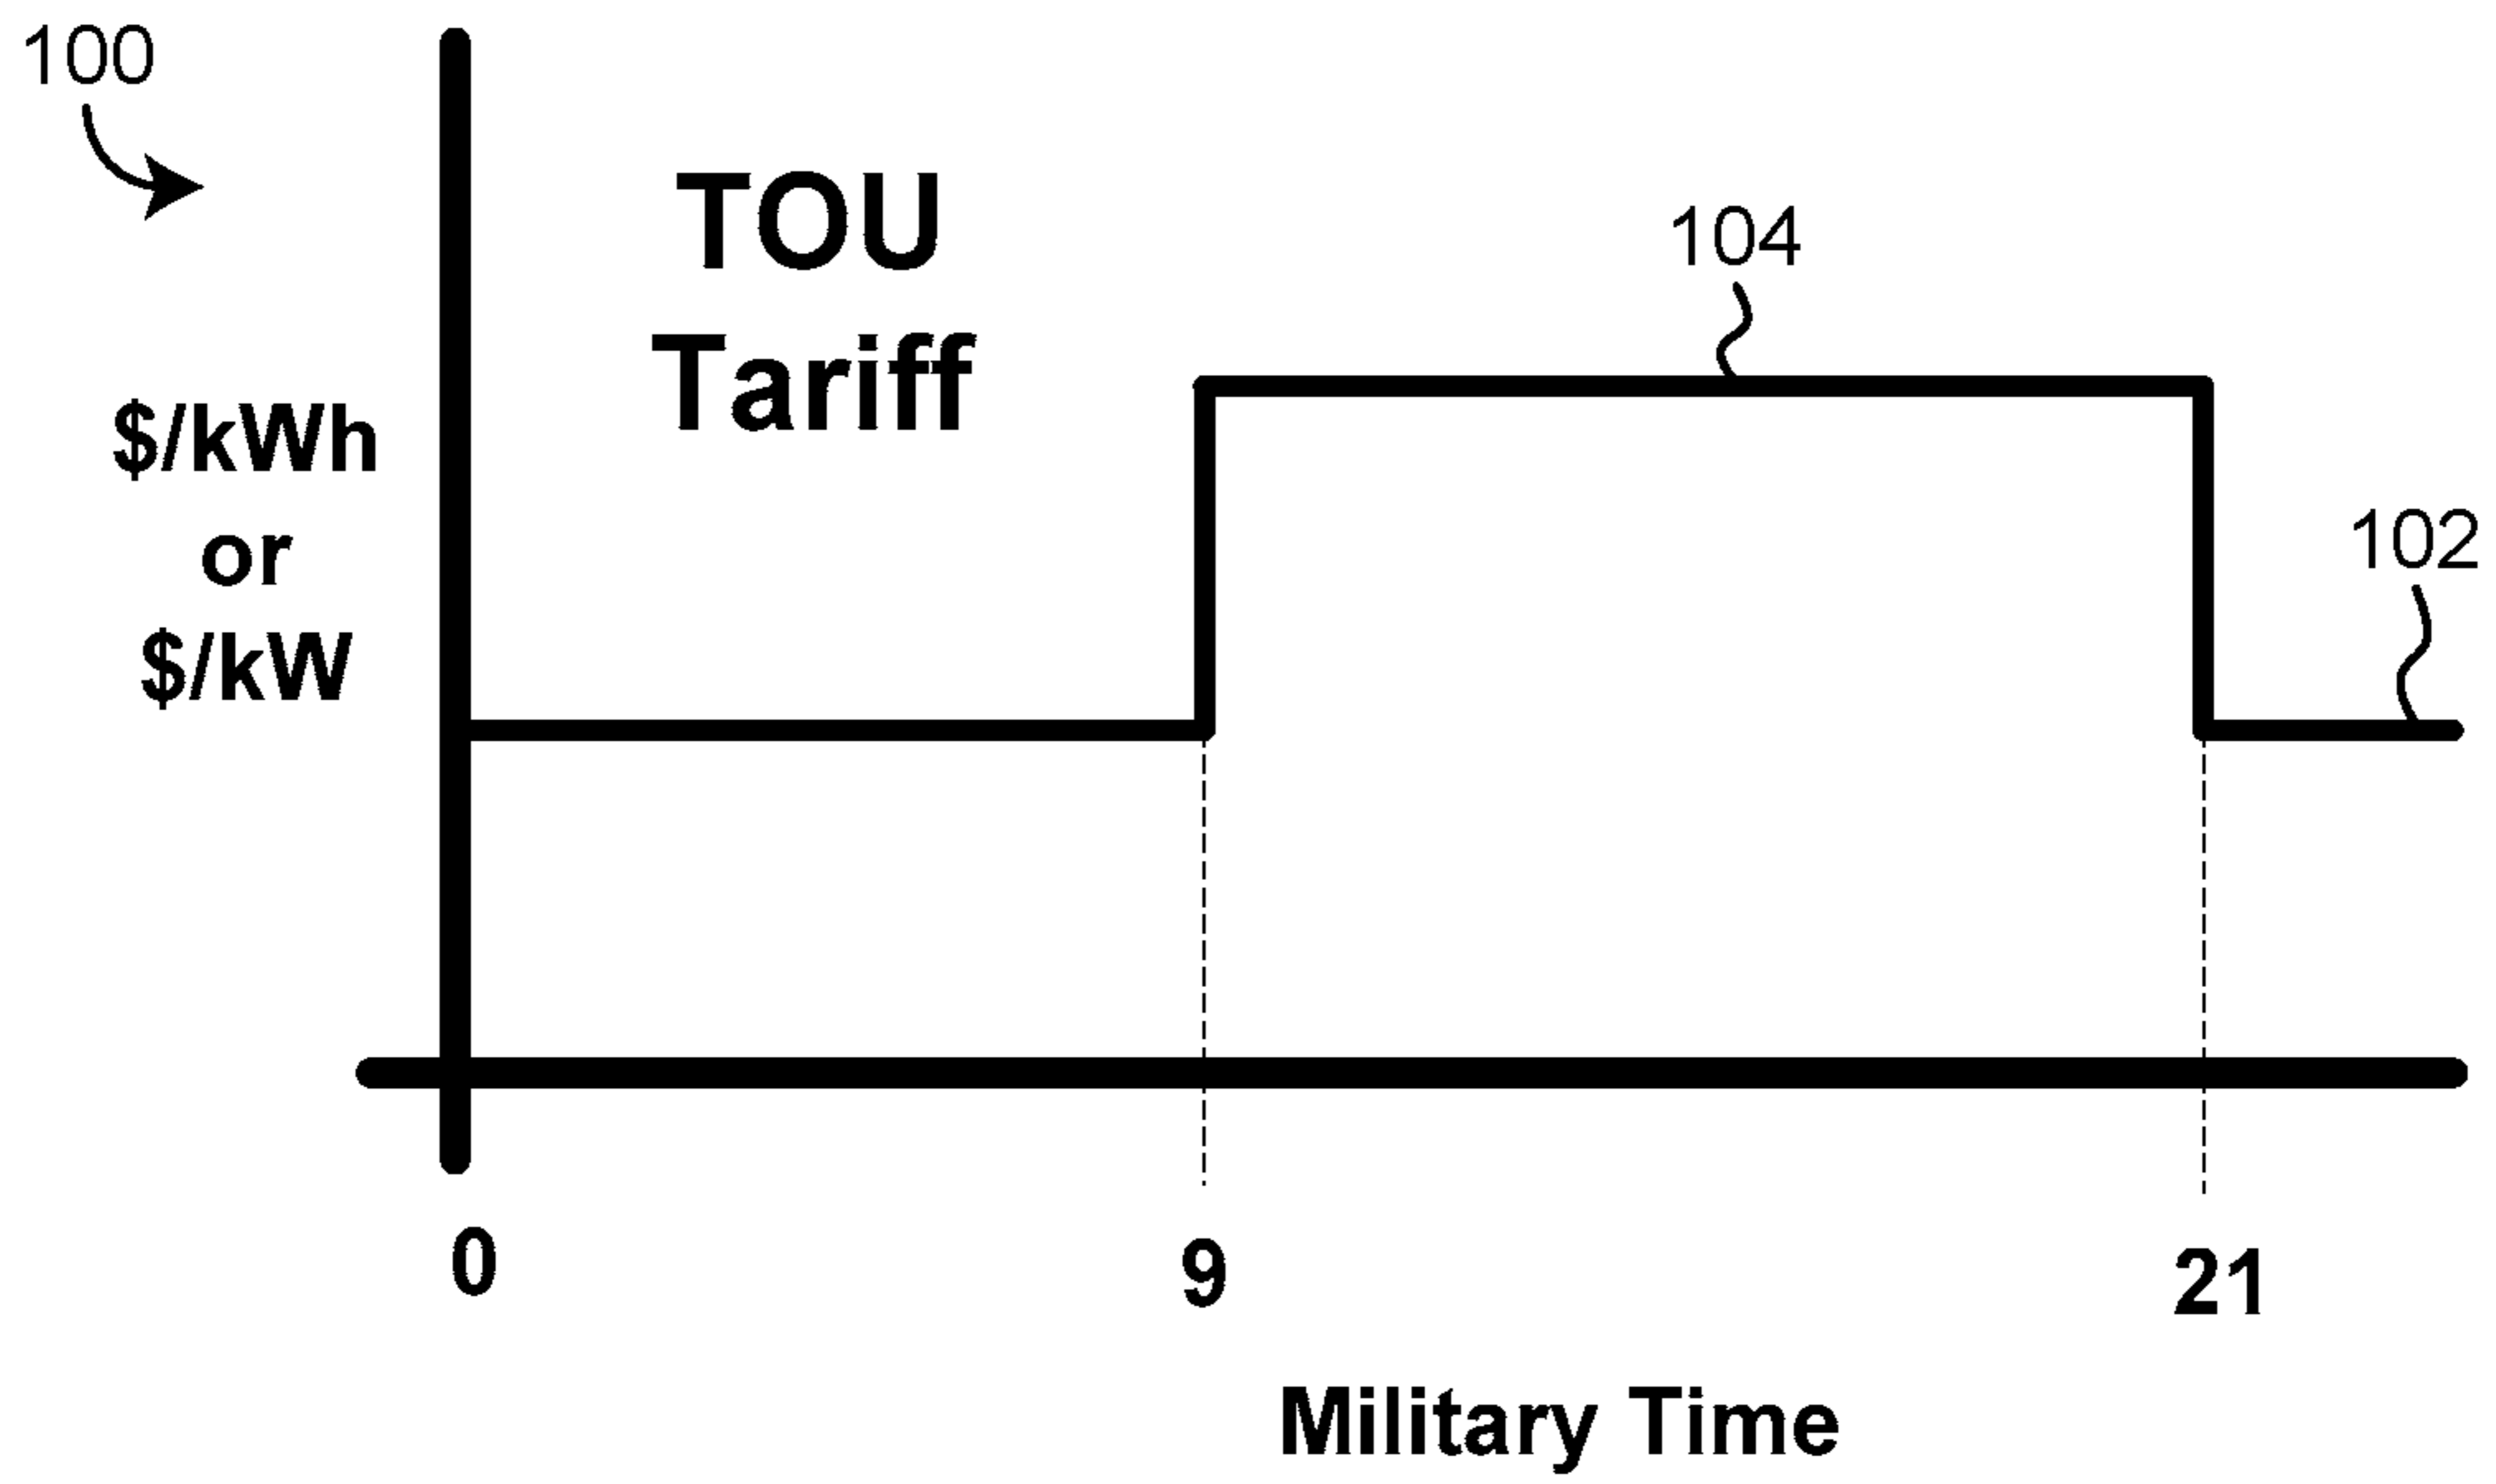 100
TOU
Tariff
104
$/kWh
or
$/kW
102
0
9
21
Military Time